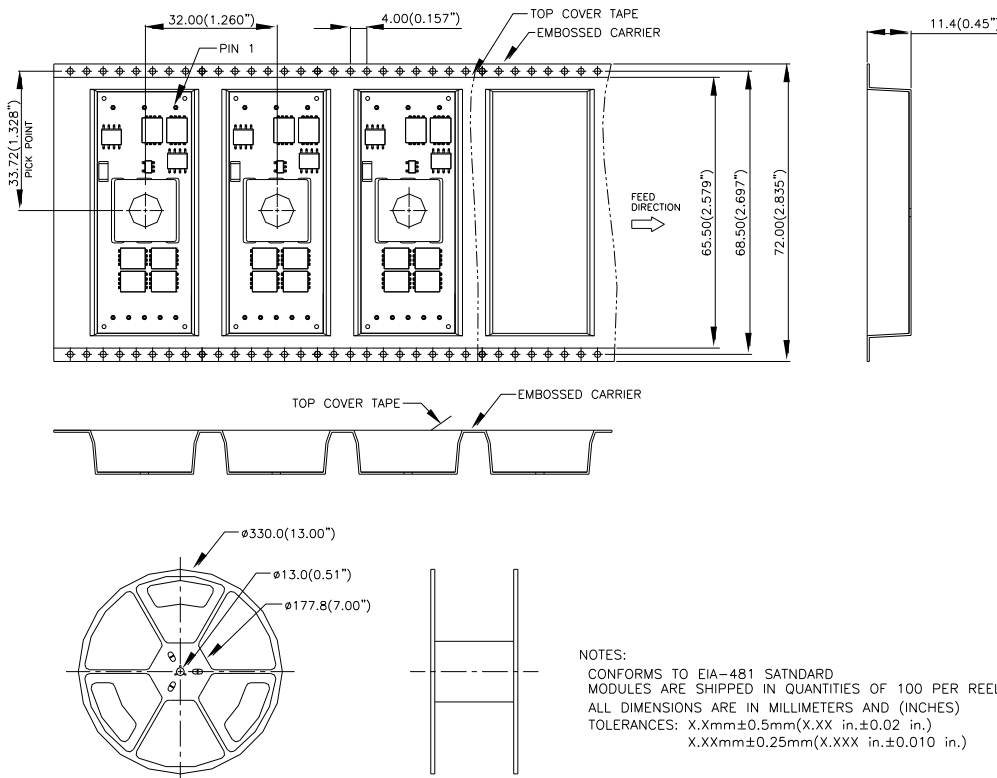 32.00(1.260")
4.00(0.157")
TOP COVER TAPE
EMBOSSED CARRIER
11.4(0.45")
PIN 1
33.72(1.328")
PICK POINT
FEED
DIRECTION
65.50(2.579")
68.50(2.697")
72.00(2.835")
TOP COVER TAPE
EMBOSSED CARRIER
ø330.0(13.00")
ø13.0(0.51")
ø177.8(7.00")
NOTES:
CONFORMS TO EIA-481 SATNDARD
MODULES ARE SHIPPED IN QUANTITIES OF 100 PER REEL
ALL DIMENSIONS ARE IN MILLIMETERS AND (INCHES)
TOLERANCES: X.Xmm±0.5mm(X.XX in.±0.02 in.)
X.XXmm±0.25mm(X.XXX in.±0.010 in.)